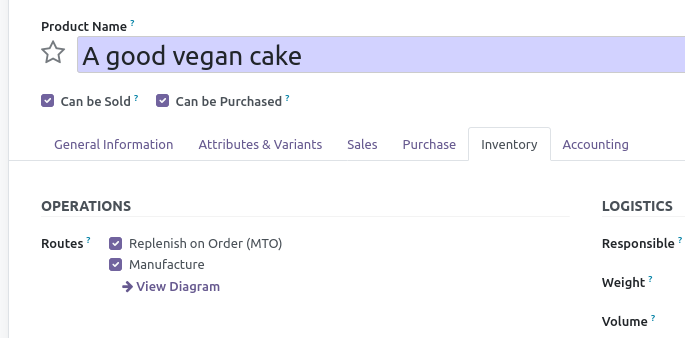 Product Name ?
A good vegan cake
Can be Sold ? Can be Purchased ?
General Information Attributes & Variants Sales Purchase Inventory Accounting
OPERATIONS
Routes ? Replenish on Order (MTO)
Manufacture
View Diagram
LOGISTICS
Responsible ?
Weight ?
Volume ?